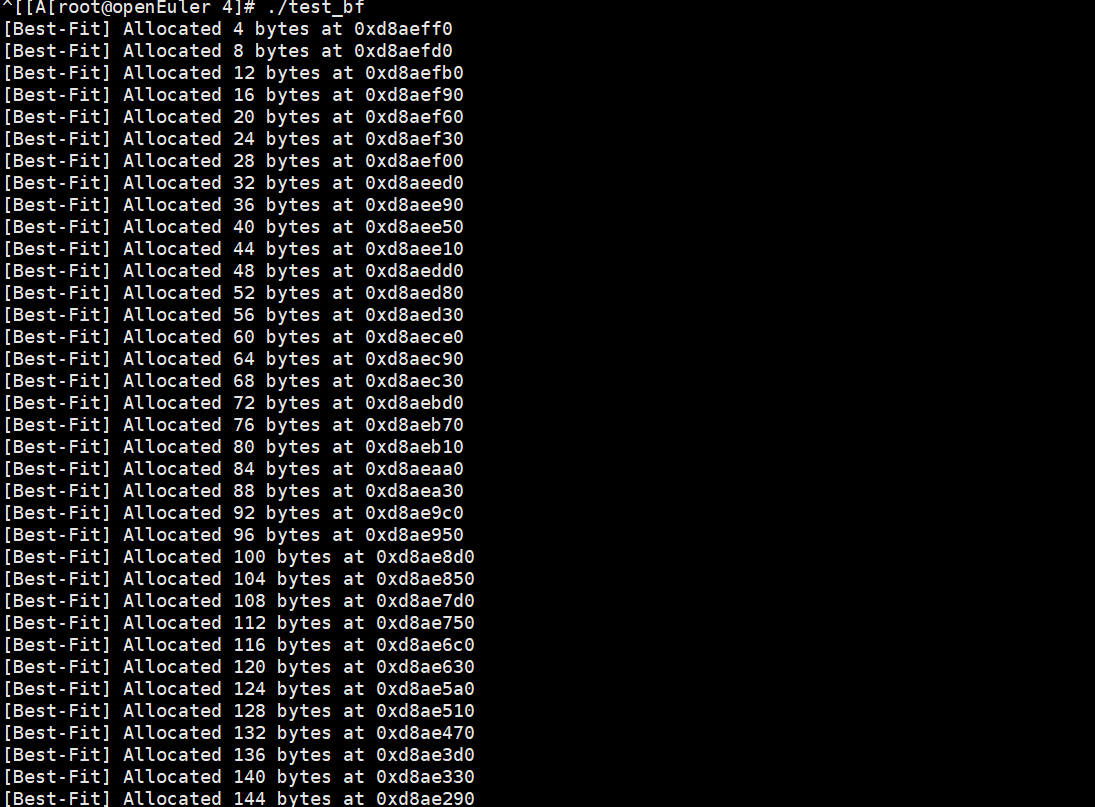 ^[[A[root@openEuler 4]# ./test_bf
[Best-Fit] Allocated 4 bytes at 0xd8aeff0
[Best-Fit] Allocated 8 bytes at 0xd8aefd0
[Best-Fit] Allocated 12 bytes at 0xd8aefb0
[Best-Fit] Allocated 16 bytes at 0xd8aef90
[Best-Fit] Allocated 20 bytes at 0xd8aef60
[Best-Fit] Allocated 24 bytes at 0xd8aef30
[Best-Fit] Allocated 28 bytes at 0xd8aef00
[Best-Fit] Allocated 32 bytes at 0xd8aeed0
[Best-Fit] Allocated 36 bytes at 0xd8aee90
[Best-Fit] Allocated 40 bytes at 0xd8aee50
[Best-Fit] Allocated 44 bytes at 0xd8aee10
[Best-Fit] Allocated 48 bytes at 0xd8aedd0
[Best-Fit] Allocated 52 bytes at 0xd8aed80
[Best-Fit] Allocated 56 bytes at 0xd8aed30
[Best-Fit] Allocated 60 bytes at 0xd8aece0
[Best-Fit] Allocated 64 bytes at 0xd8aec90
[Best-Fit] Allocated 68 bytes at 0xd8aec30
[Best-Fit] Allocated 72 bytes at 0xd8aebd0
[Best-Fit] Allocated 76 bytes at 0xd8aeb70
[Best-Fit] Allocated 80 bytes at 0xd8aeb10
[Best-Fit] Allocated 84 bytes at 0xd8aeaa0
[Best-Fit] Allocated 88 bytes at 0xd8aea30
[Best-Fit] Allocated 92 bytes at 0xd8ae9c0
[Best-Fit] Allocated 96 bytes at 0xd8ae950
[Best-Fit] Allocated 100 bytes at 0xd8ae8d0
[Best-Fit] Allocated 104 bytes at 0xd8ae850
[Best-Fit] Allocated 108 bytes at 0xd8ae7d0
[Best-Fit] Allocated 112 bytes at 0xd8ae750
[Best-Fit] Allocated 116 bytes at 0xd8ae6c0
[Best-Fit] Allocated 120 bytes at 0xd8ae630
[Best-Fit] Allocated 124 bytes at 0xd8ae5a0
[Best-Fit] Allocated 128 bytes at 0xd8ae510
[Best-Fit] Allocated 132 bytes at 0xd8ae470
[Best-Fit] Allocated 136 bytes at 0xd8ae3d0
[Best-Fit] Allocated 140 bytes at 0xd8ae330
[Best-Fit] Allocated 144 bytes at 0xd8ae290